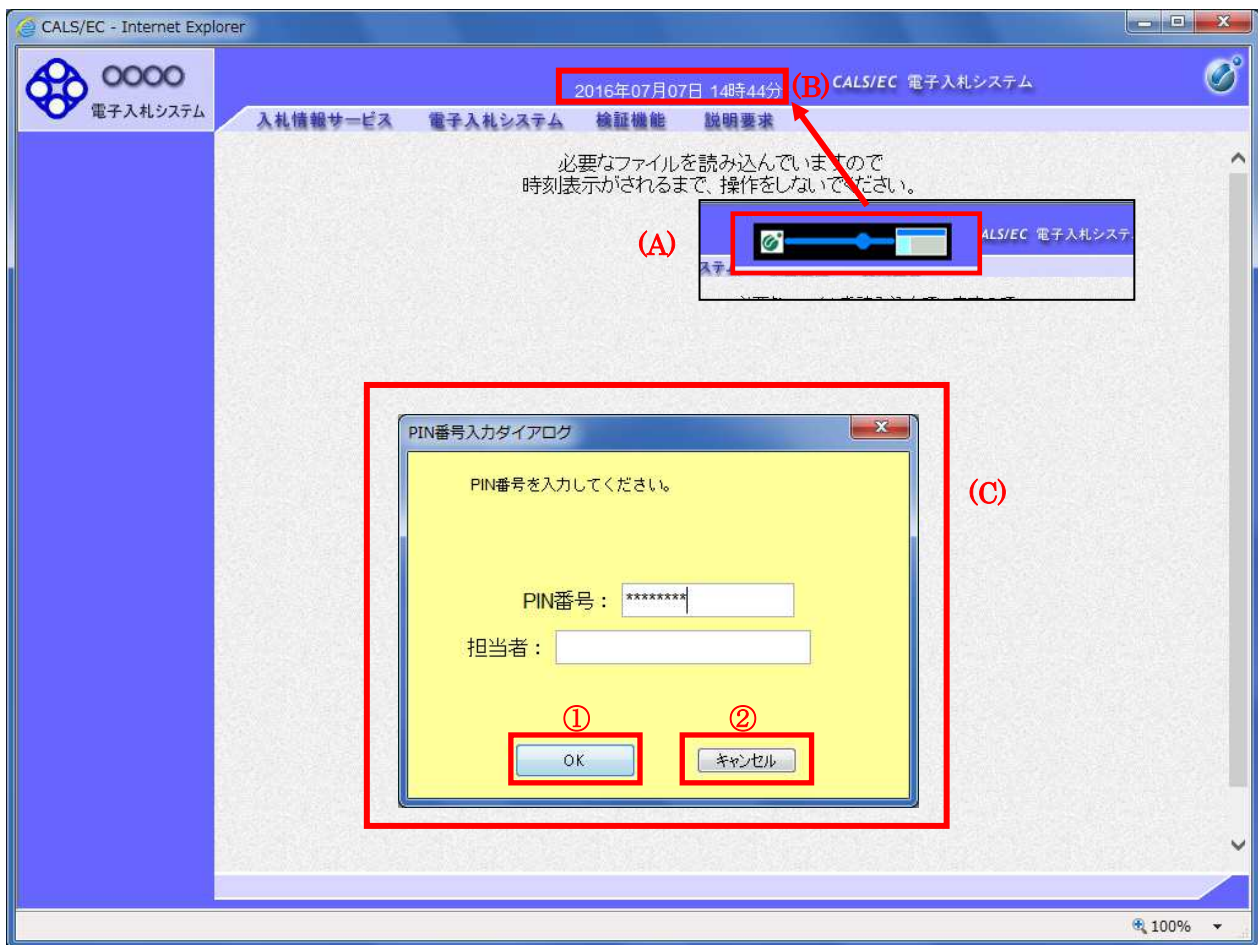 CALS/EC - Internet Explorer
○○○○
電子入札システム
2016年07月07日 14時44分
(B)
CALS/EC 電子入札システム
入札情報サービス 電子入札システム 検証機能 説明要求
必要なファイルを読み込んでいますので
時刻表示がされるまで、操作をしないでください。
(A)
ALS/EC 電子入札システ
ステ
PIN番号入力ダイアログ
PIN番号を入力してください。
(C)
PIN番号： ********
担当者：
① ②
OK キャンセル
100%